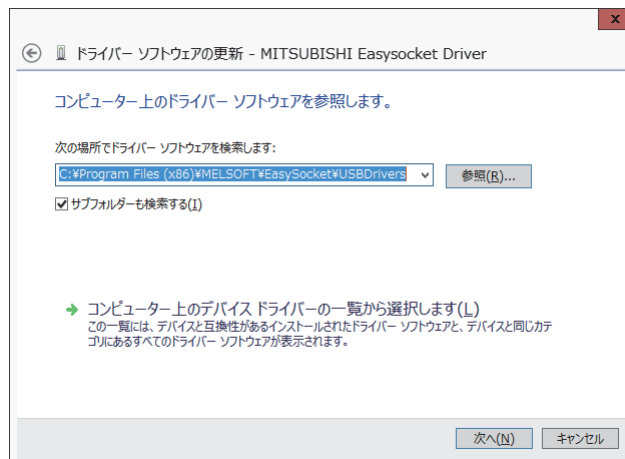 x
ドライバー ソフトウェアの更新 - MITSUBISHI Easysocket Driver
コンピューター上のドライバー ソフトウェアを参照します。
次の場所でドライバー ソフトウェアを検索します:
C:¥Program Files (x86)¥MELSOFT¥EasySocket¥USBDrivers
参照(R)...
サブフォルダーも検索する(I)
コンピューター上のデバイス ドライバーの一覧から選択します(L)
この一覧には、デバイスと互換性があるインストールされたドライバー ソフトウェアと、デバイスと同じカテ
ゴリにあるすべてのドライバー ソフトウェアが表示されます。
次へ(N)
キャンセル